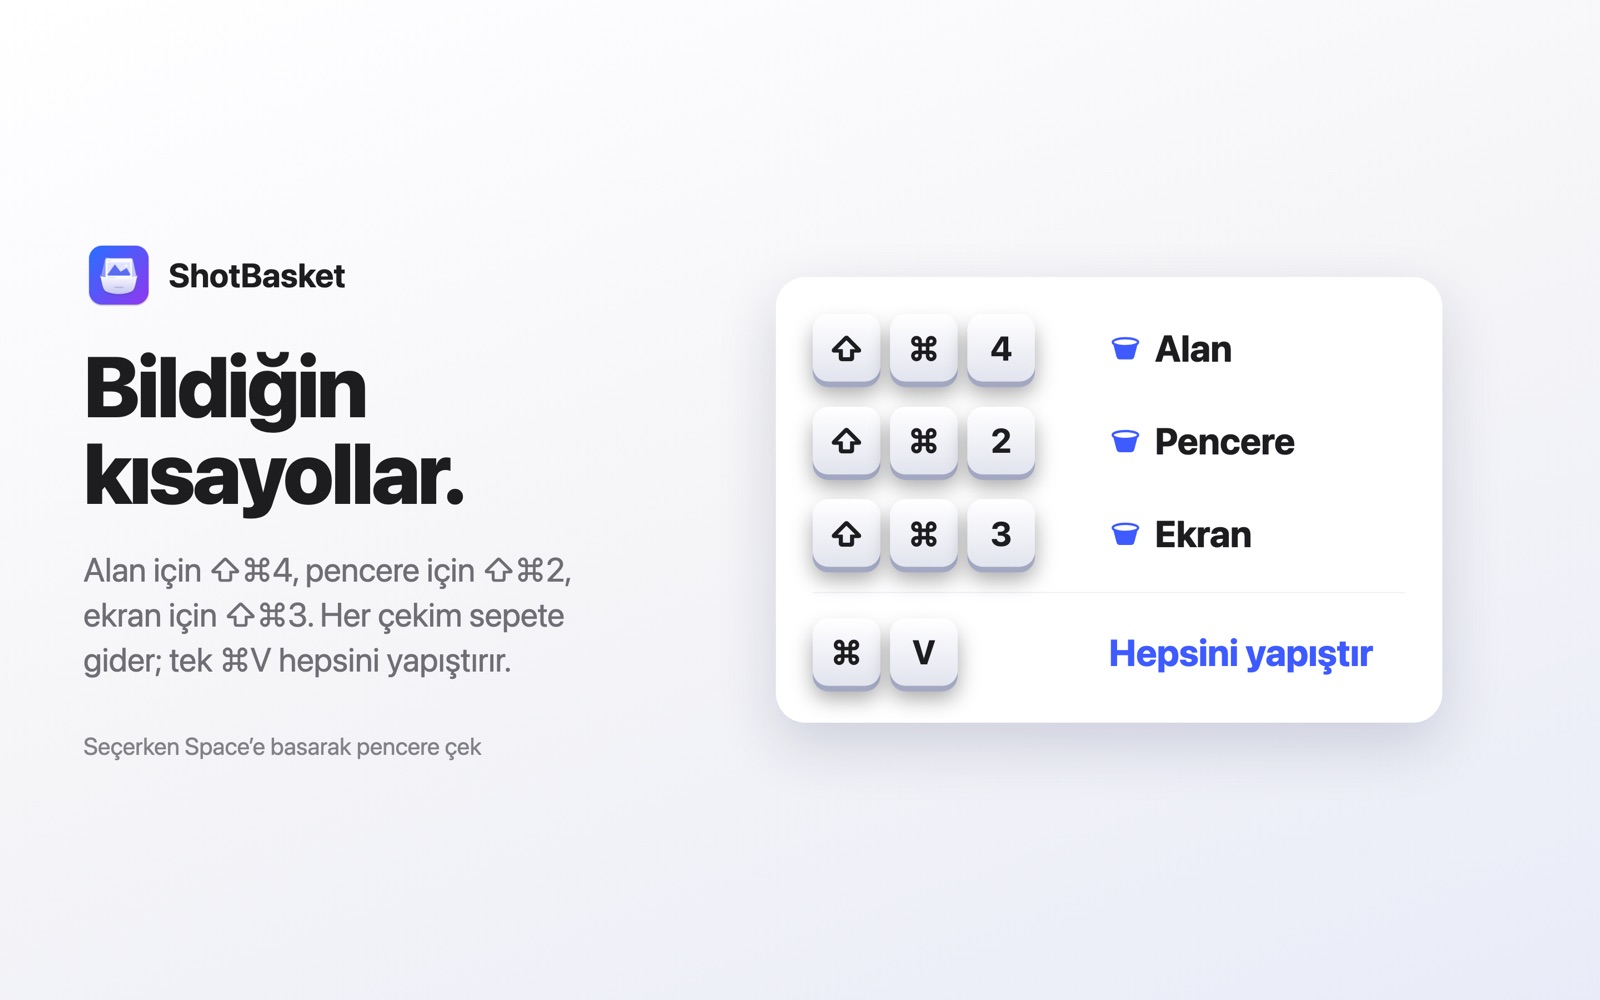 ShotBasket
Bildiğin
kısayollar.
Alan için ⇧⌘4, pencere için ⇧⌘2,
ekran için ⇧⌘3. Her çekim sepete
gider; tek ⌘V hepsini yapıştırır.
Seçerken Space’e basarak pencere çek
⇧ ⌘ 4 Alan
⇧ ⌘ 2 Pencere
⇧ ⌘ 3 Ekran
⌘ V Hepsini yapıştır